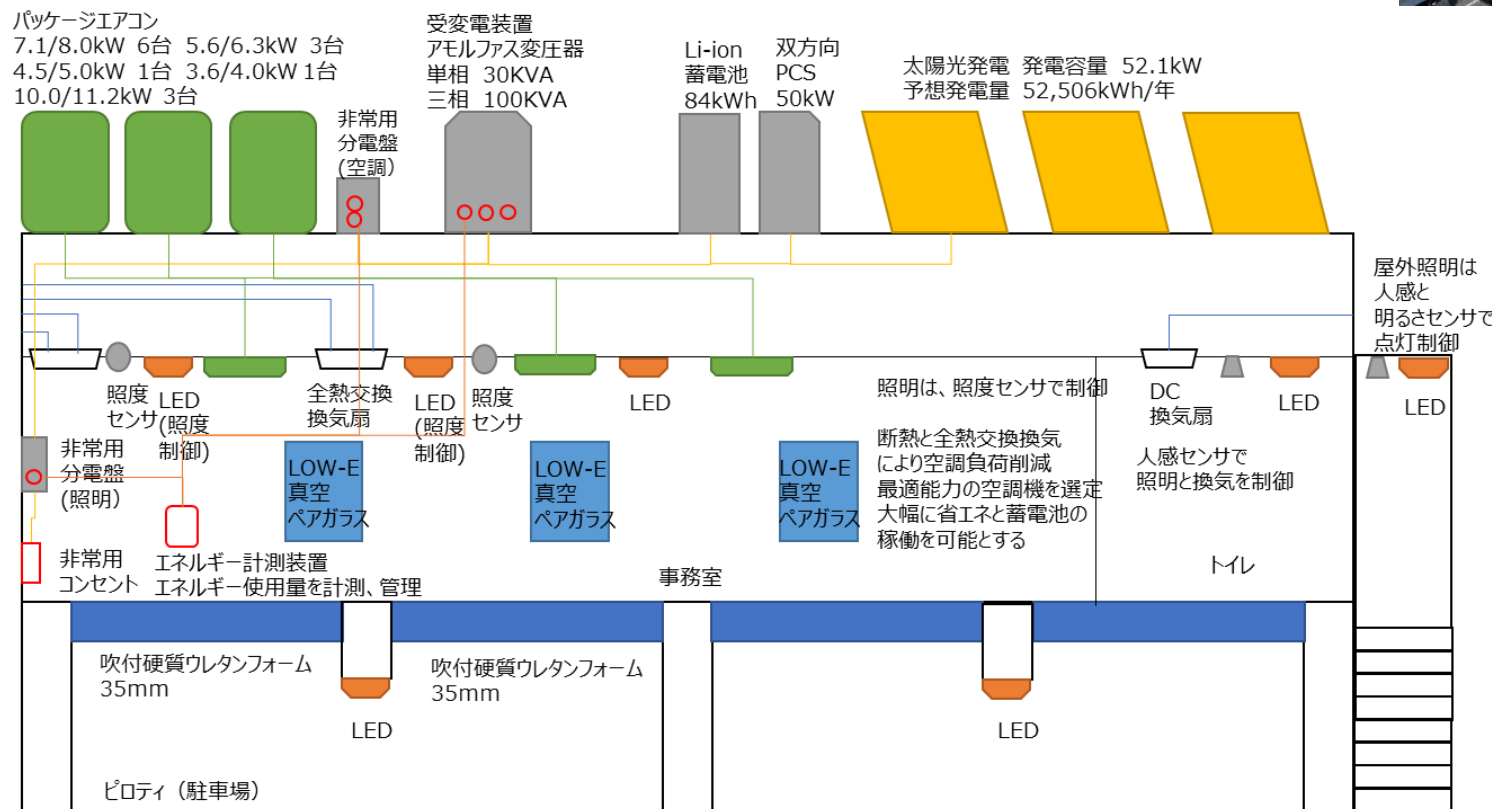 パッケージエアコン
7.1/8.0kW 6台 5.6/6.3kW 3台
4.5/5.0kW 1台 3.6/4.0kW 1台
10.0/11.2kW 3台
非常用
分電盤
(空調）
受変電装置
アモルファス変圧器
単相 30KVA
三相 100KVA
Li-ion
蓄電池
84kWh
双方向
PCS
50kW
太陽光発電 発電容量 52.1kW
予想発電量 52,506kWh/年
屋外照明は
人感と
明るさセンサで
点灯制御
照度
センサ
LED
(照度
制御)
全熱交換
換気扇
LED
(照度
制御)
照度
センサ
LED
照明は、照度センサで制御
DC
換気扇
LED
LED
非常用
分電盤
(照明）
LOW-E
真空
ペアガラス
LOW-E
真空
ペアガラス
LOW-E
真空
ペアガラス
断熱と全熱交換換気
により空調負荷削減
最適能力の空調機を選定
大幅に省エネと蓄電池の
稼働を可能とする
人感センサで
照明と換気を制御
非常用
コンセント
エネルギー計測装置
エネルギー使用量を計測、管理
事務室
トイレ
吹付硬質ウレタンフォーム
35mm
吹付硬質ウレタンフォーム
35mm
LED
LED
ピロティ（駐車場）